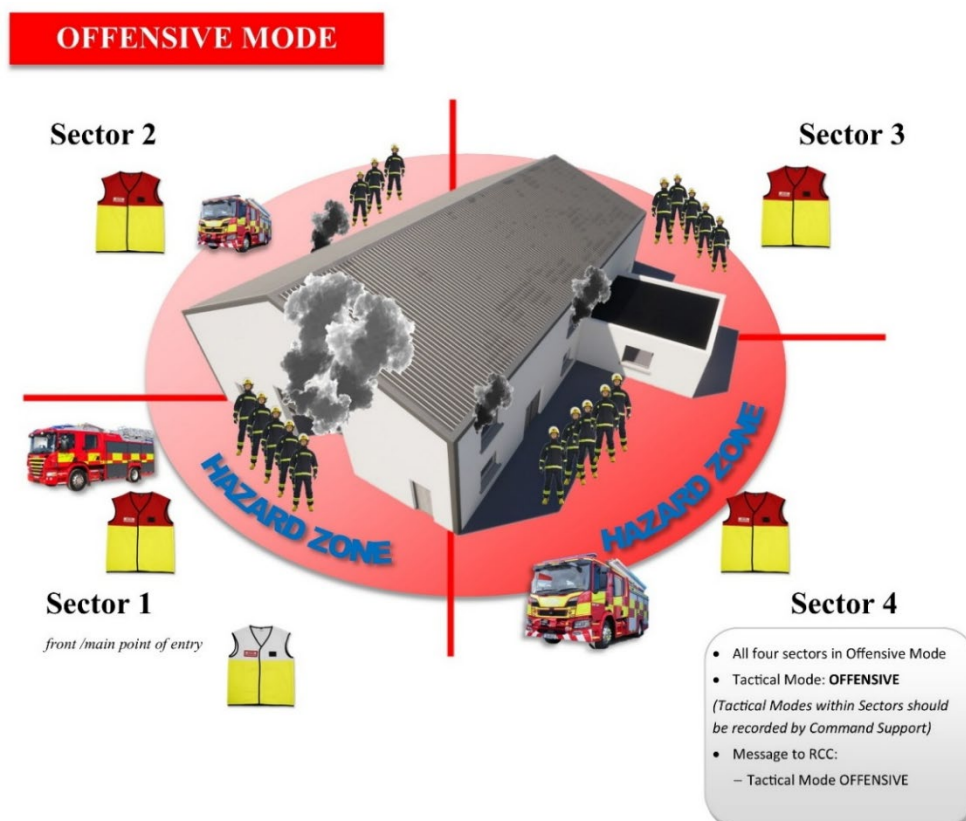 OFFENSIVE MODE
Sector 2
Sector 3
HAZARD ZONE
HAZARD ZONE
Sector 1
front /main point of entry
Sector 4
• All four sectors in Offensive Mode
• Tactical Mode: OFFENSIVE
(Tactical Modes within Sectors should
be recorded by Command Support)
• Message to RCC:
– Tactical Mode OFFENSIVE